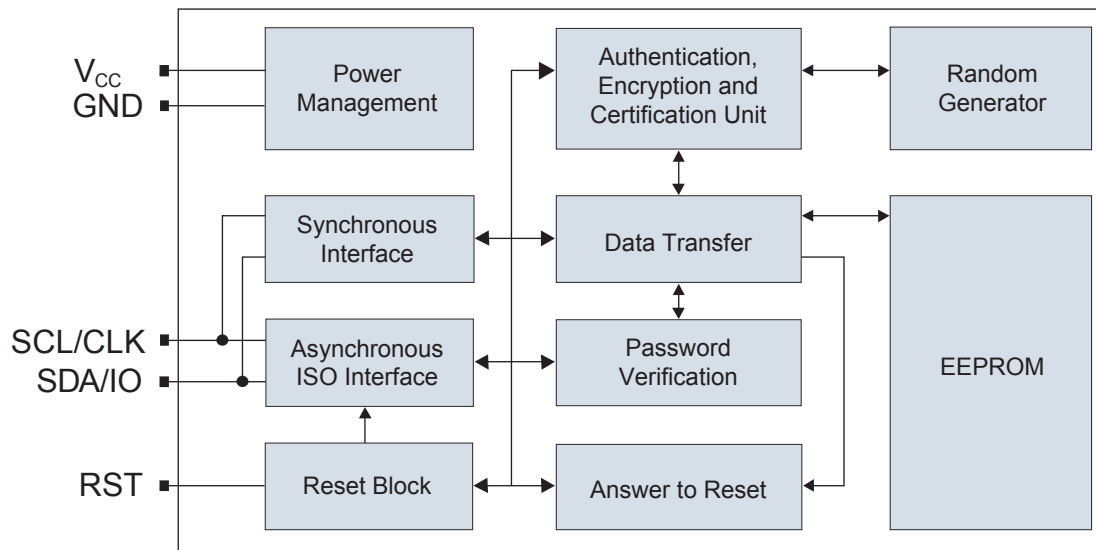 V_CC
GND
SCL/CLK
SDA/IO
RST
Power
Management
Authentication,
Encryption and
Certification Unit
Random
Generator
Synchronous
Interface
Data Transfer
Asynchronous
ISO Interface
Password
Verification
EEPROM
Reset Block
Answer to Reset